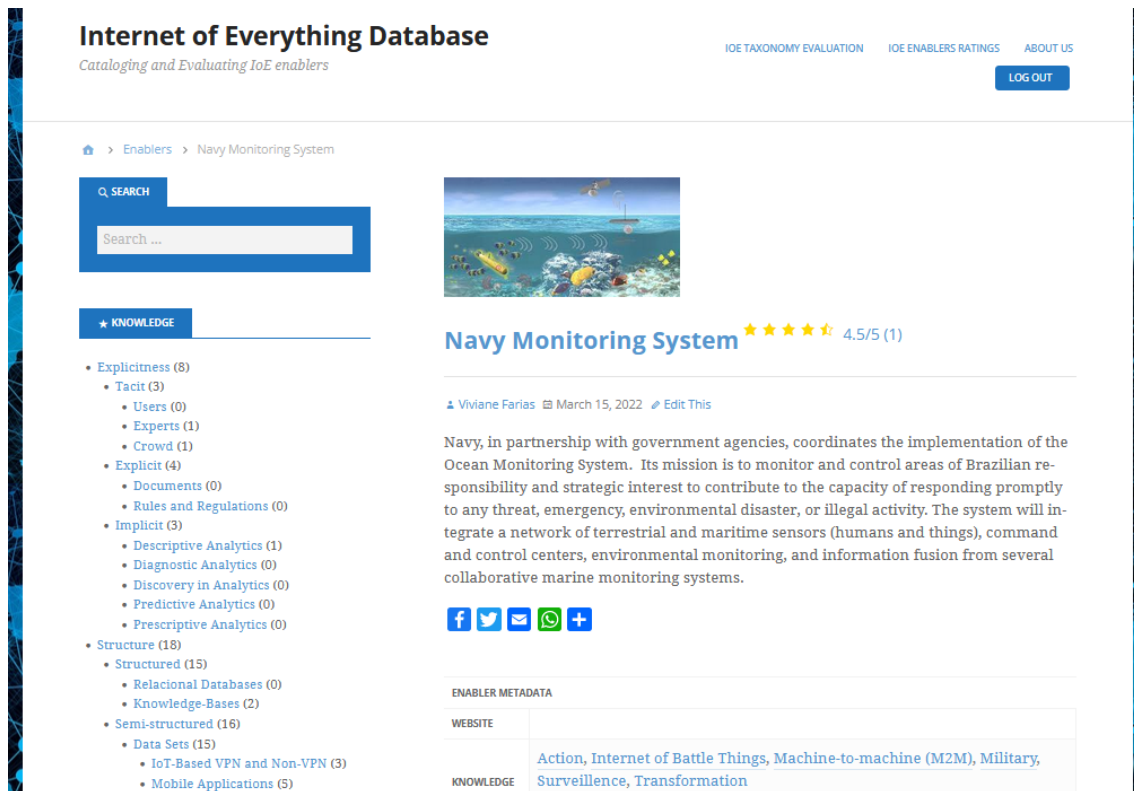 Internet of Everything Database
Cataloging and Evaluating IoE enablers
IOE TAXONOMY EVALUATION IOE ENABLERS RATINGS ABOUT US
LOG OUT
> Enablers > Navy Monitoring System
SEARCH
Search ...
KNOWLEDGE
• Explicitness (8)
• Tacit (3)
• Users (0)
• Experts (1)
• Crowd (1)
• Explicit (4)
• Documents (0)
• Rules and Regulations (0)
• Implicit (3)
• Descriptive Analytics (1)
• Diagnostic Analytics (0)
• Discovery in Analytics (0)
• Predictive Analytics (0)
• Prescriptive Analytics (0)
• Structure (18)
• Structured (15)
• Relacional Databases (0)
• Knowledge-Bases (2)
• Semi-structured (16)
• Data Sets (15)
• IoT-Based VPN and Non-VPN (3)
• Mobile Applications (5)
Navy Monitoring System 4.5/5 (1)
Viviane Farias March 15, 2022 Edit This
Navy, in partnership with government agencies, coordinates the implementation of the
Ocean Monitoring System. Its mission is to monitor and control areas of Brazilian re-
sponsibility and strategic interest to contribute to the capacity of responding promptly
to any threat, emergency, environmental disaster, or illegal activity. The system will in-
tegrate a network of terrestrial and maritime sensors (humans and things), command
and control centers, environmental monitoring, and information fusion from several
collaborative marine monitoring systems.
ENABLER METADATA
WEBSITE
KNOWLEDGE
Action, Internet of Battle Things, Machine-to-machine (M2M), Military,
Surveillence, Transformation